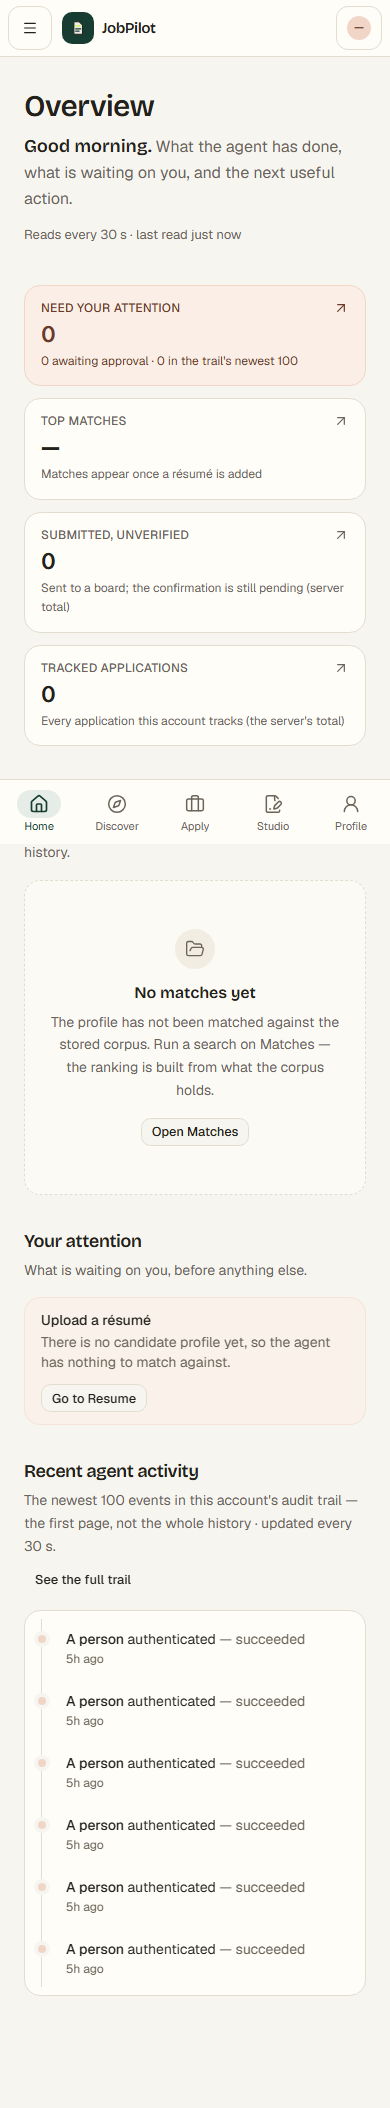 JobPilot
Overview
Good morning. What the agent has done,
what is waiting on you, and the next useful
action.
Reads every 30 s · last read just now
NEED YOUR ATTENTION
0
0 awaiting approval · 0 in the trail's newest 100
TOP MATCHES
—
Matches appear once a résumé is added
SUBMITTED, UNVERIFIED
0
Sent to a board; the confirmation is still pending (server
total)
TRACKED APPLICATIONS
0
Every application this account tracks (the server's total)
Home
Discover
Apply
Studio
Profile
history.
No matches yet
The profile has not been matched against the
stored corpus. Run a search on Matches —
the ranking is built from what the corpus
holds.
Open Matches
Your attention
What is waiting on you, before anything else.
Upload a résumé
There is no candidate profile yet, so the agent
has nothing to match against.
Go to Resume
Recent agent activity
The newest 100 events in this account's audit trail —
the first page, not the whole history · updated every
30 s.
See the full trail
A person authenticated — succeeded
5h ago
A person authenticated — succeeded
5h ago
A person authenticated — succeeded
5h ago
A person authenticated — succeeded
5h ago
A person authenticated — succeeded
5h ago
A person authenticated — succeeded
5h ago